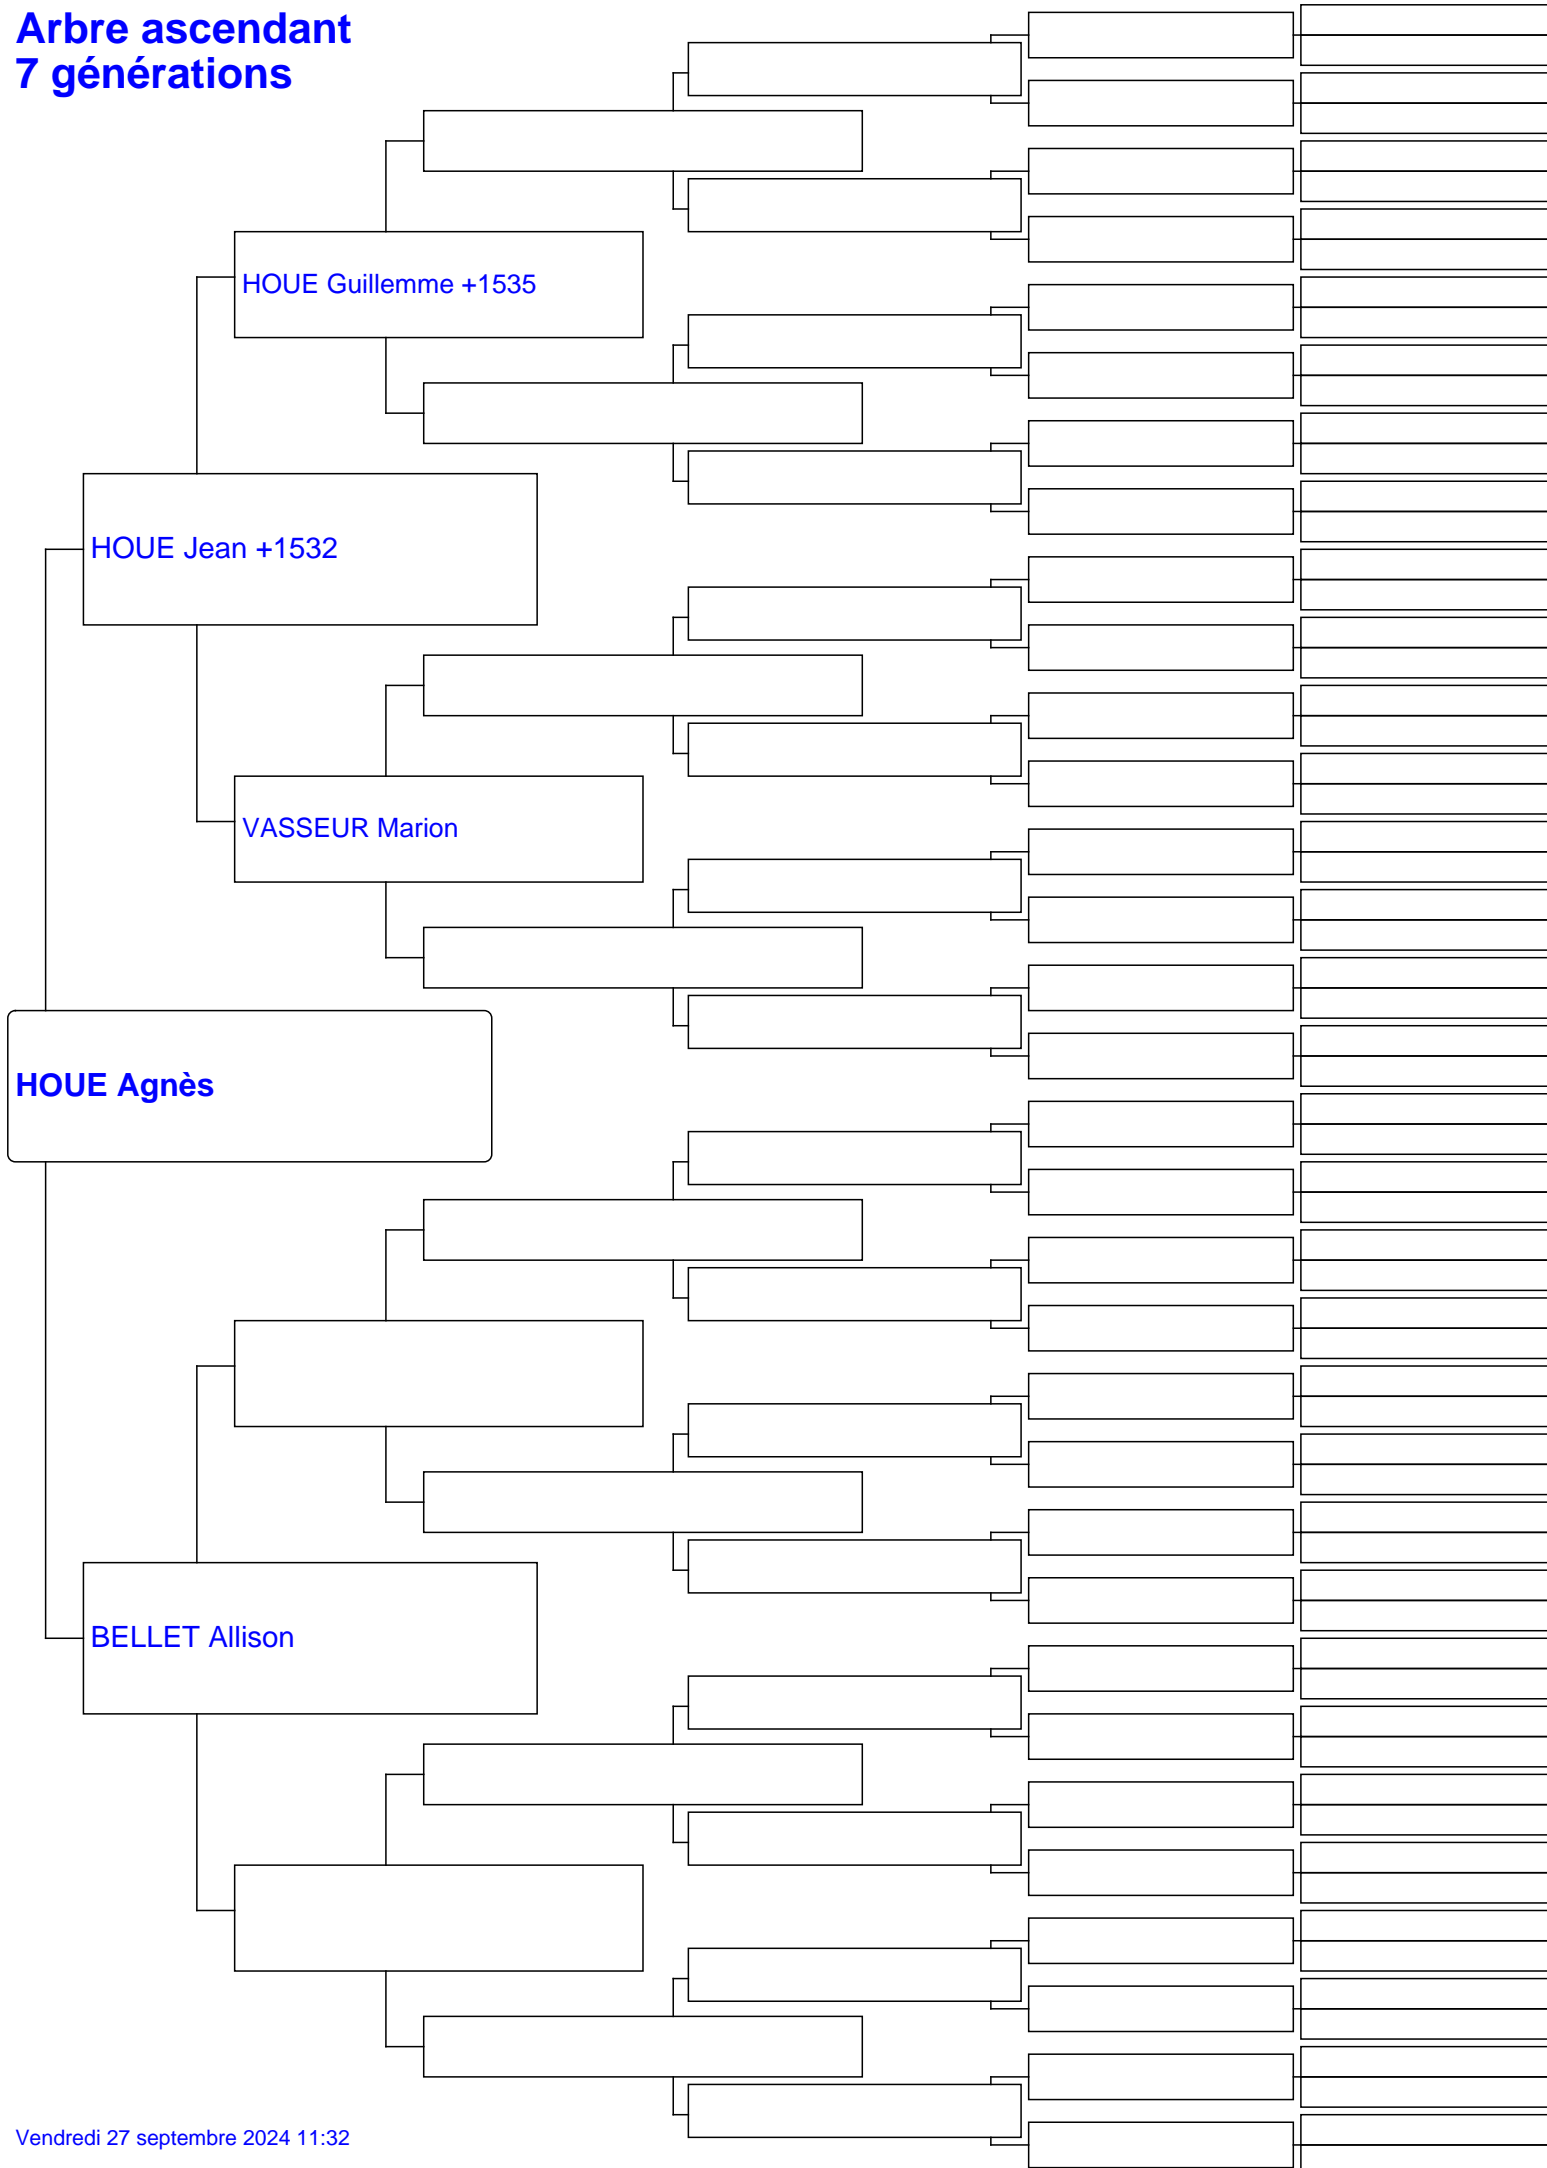 Arbre ascendant
7 générations
HOUE Guillemme +1535
HOUE Jean +1532
VASSEUR Marion
HOUE Agnès
BELLET Allison
Vendredi 27 septembre 2024 11:32